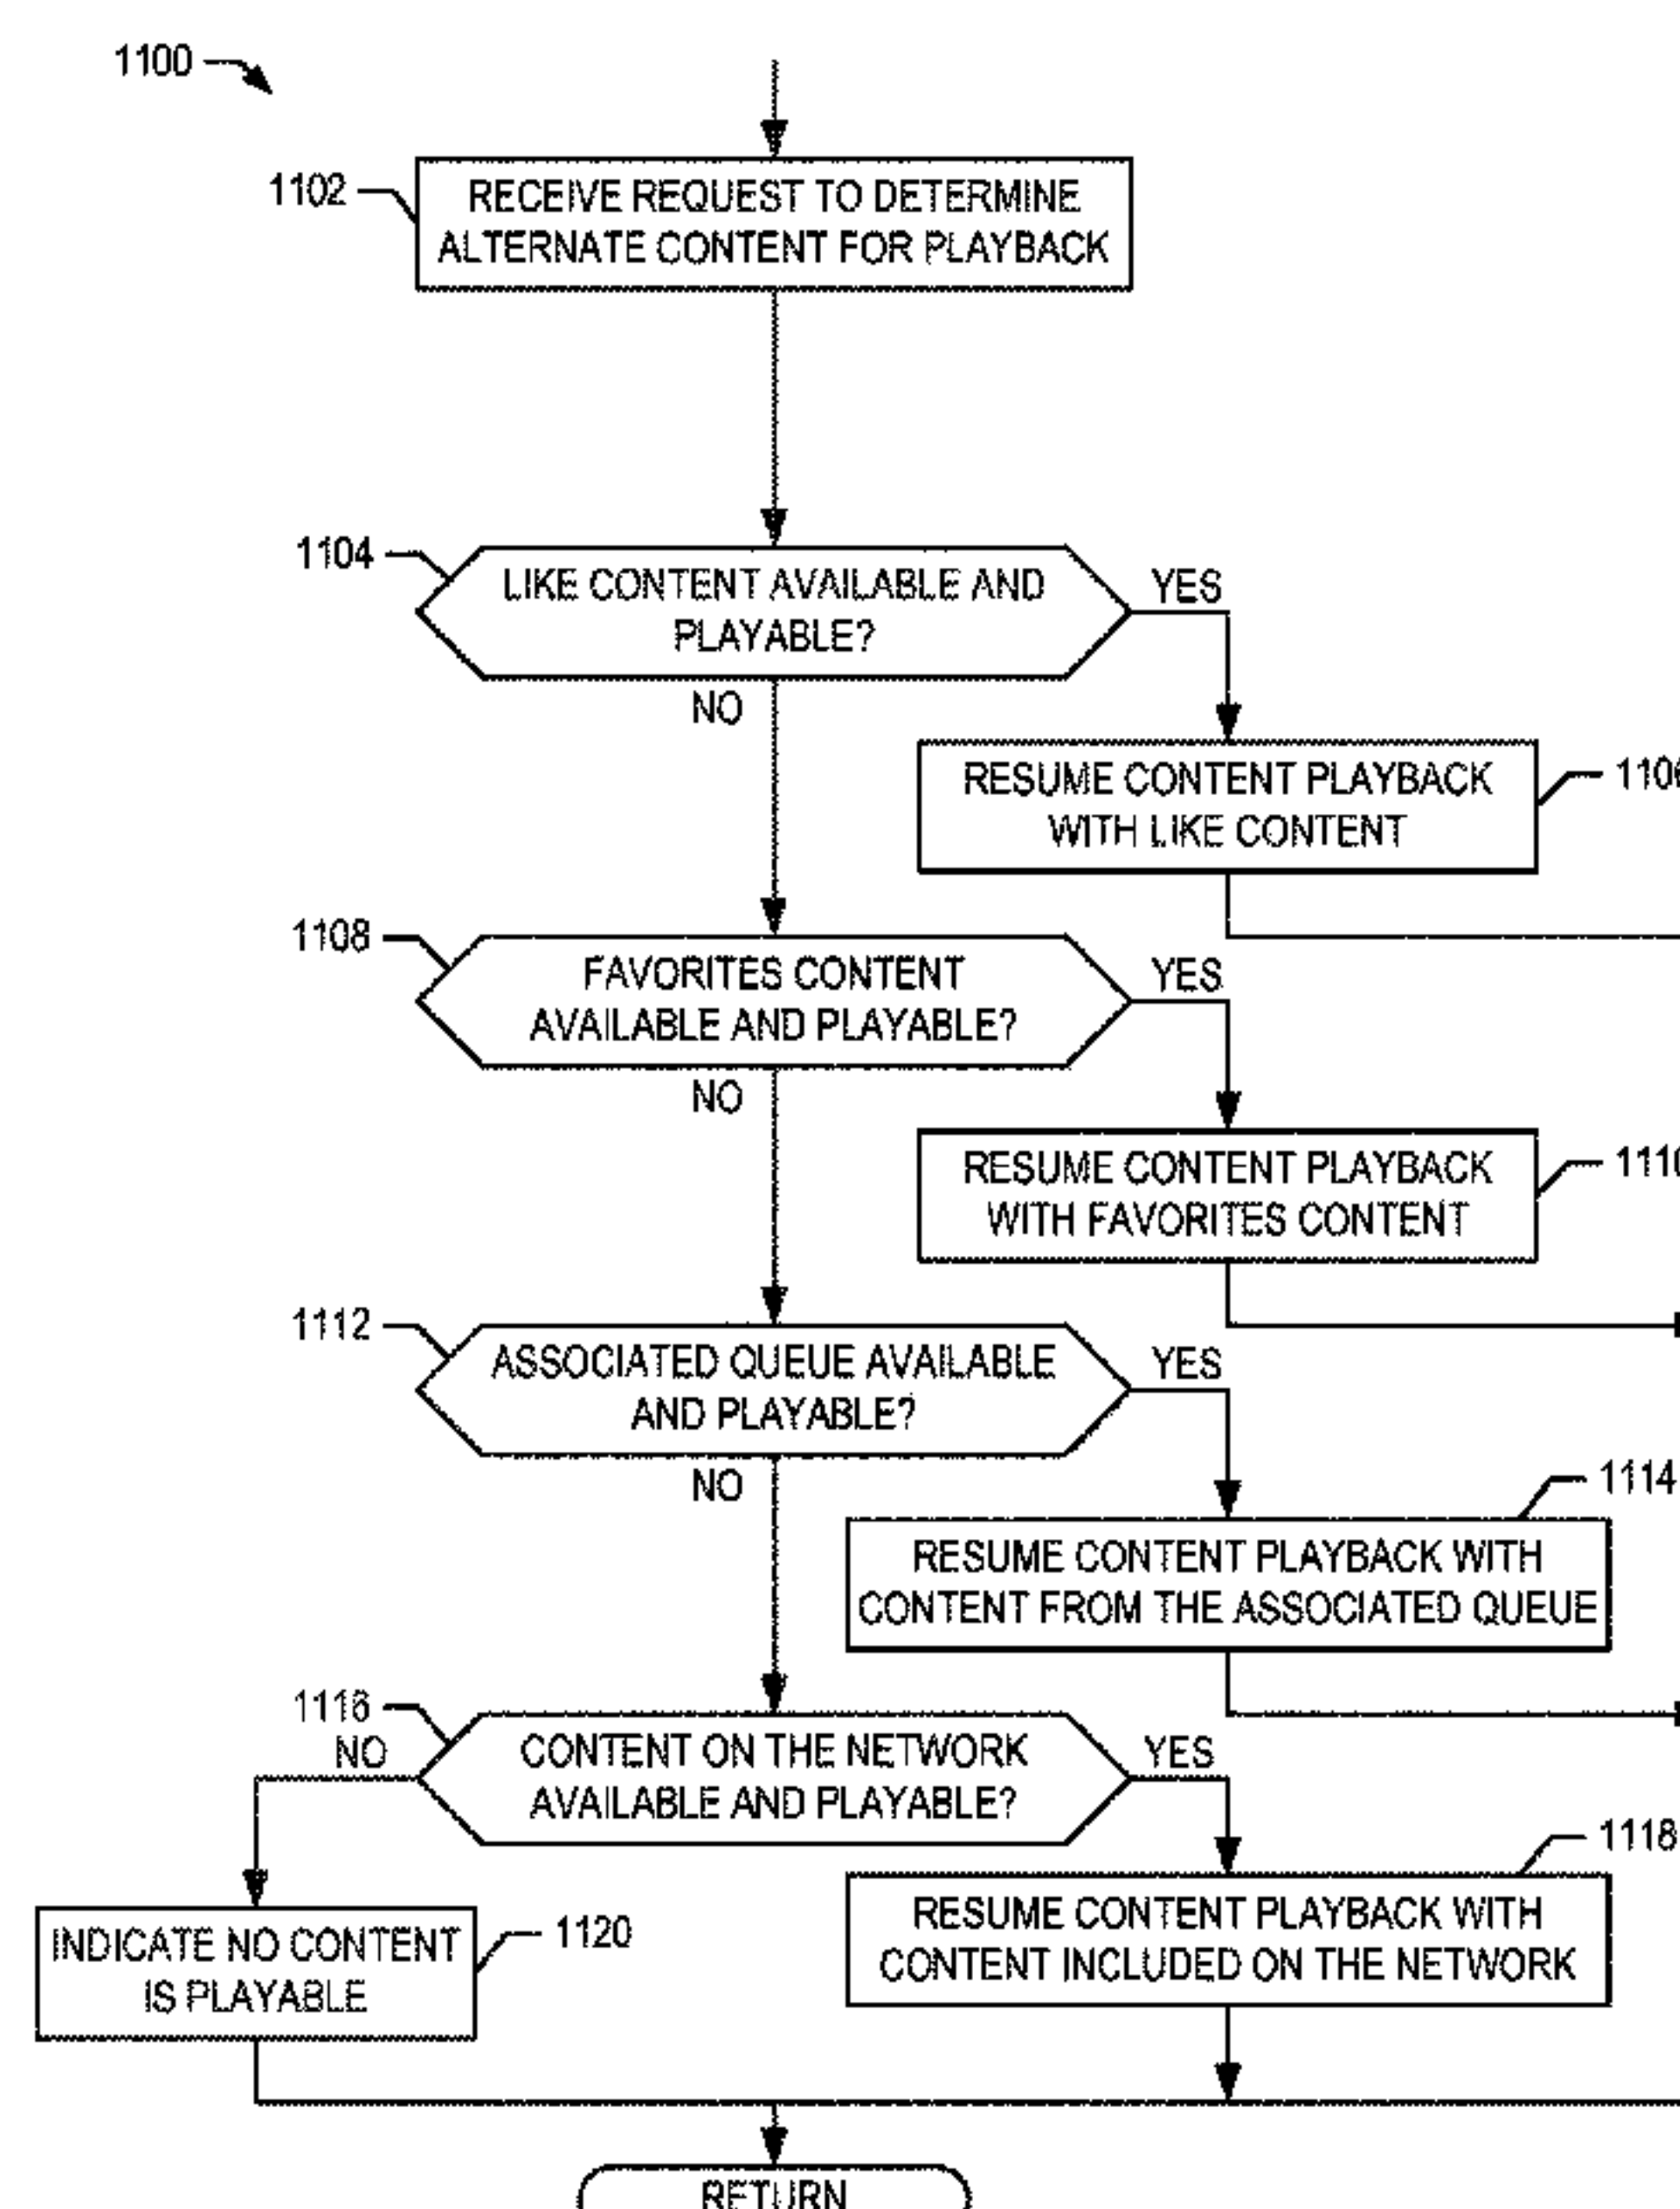 1100
1102
RECEIVE REQUEST TO DETERMINE
ALTERNATE CONTENT FOR PLAYBACK
1104
LIKE CONTENT AVAILABLE AND
PLAYABLE?
YES
NO
RESUME CONTENT PLAYBACK
WITH LIKE CONTENT
1106
1108
FAVORITES CONTENT
AVAILABLE AND PLAYABLE?
YES
NO
RESUME CONTENT PLAYBACK
WITH FAVORITES CONTENT
1110
1112
ASSOCIATED QUEUE AVAILABLE
AND PLAYABLE?
YES
NO
1114
RESUME CONTENT PLAYBACK WITH
CONTENT FROM THE ASSOCIATED QUEUE
1116
NO
CONTENT ON THE NETWORK
AVAILABLE AND PLAYABLE?
YES
1118
RESUME CONTENT PLAYBACK WITH
CONTENT INCLUDED ON THE NETWORK
INDICATE NO CONTENT
IS PLAYABLE
1120
RETURN